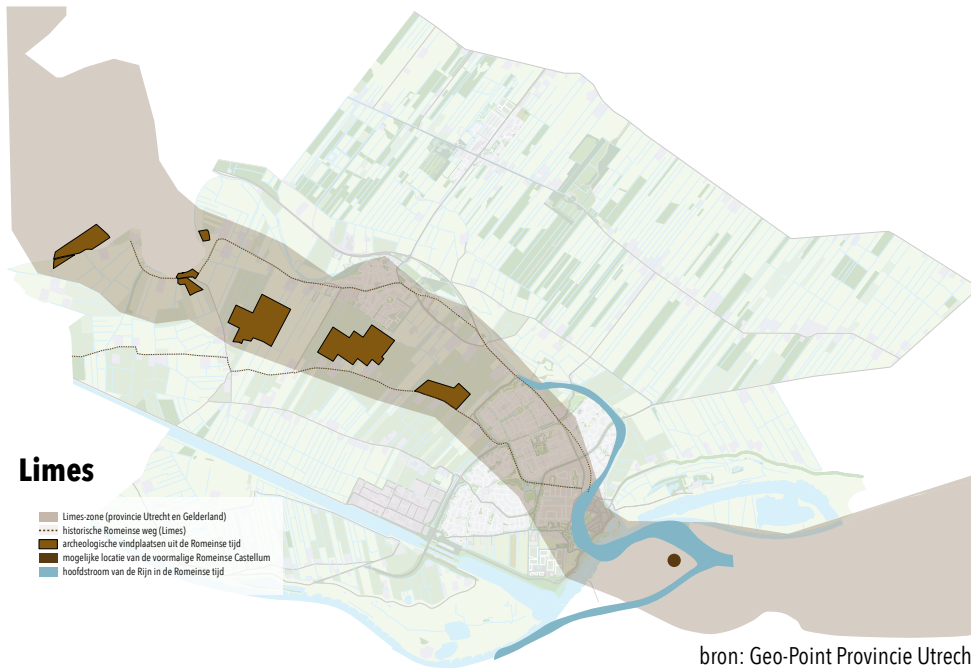 Limes
Limes-zone (provincie Utrecht en Gelderland)
historische Romeinse weg (Limes)
archeologische vindplaatsen uit de Romeinse tijd
mogelijke locatie van de voormalige Romeinse Castellum
hoofdstroom van de Rijn in de Romeinse tijd
bron: Geo-Point Provincie Utrech